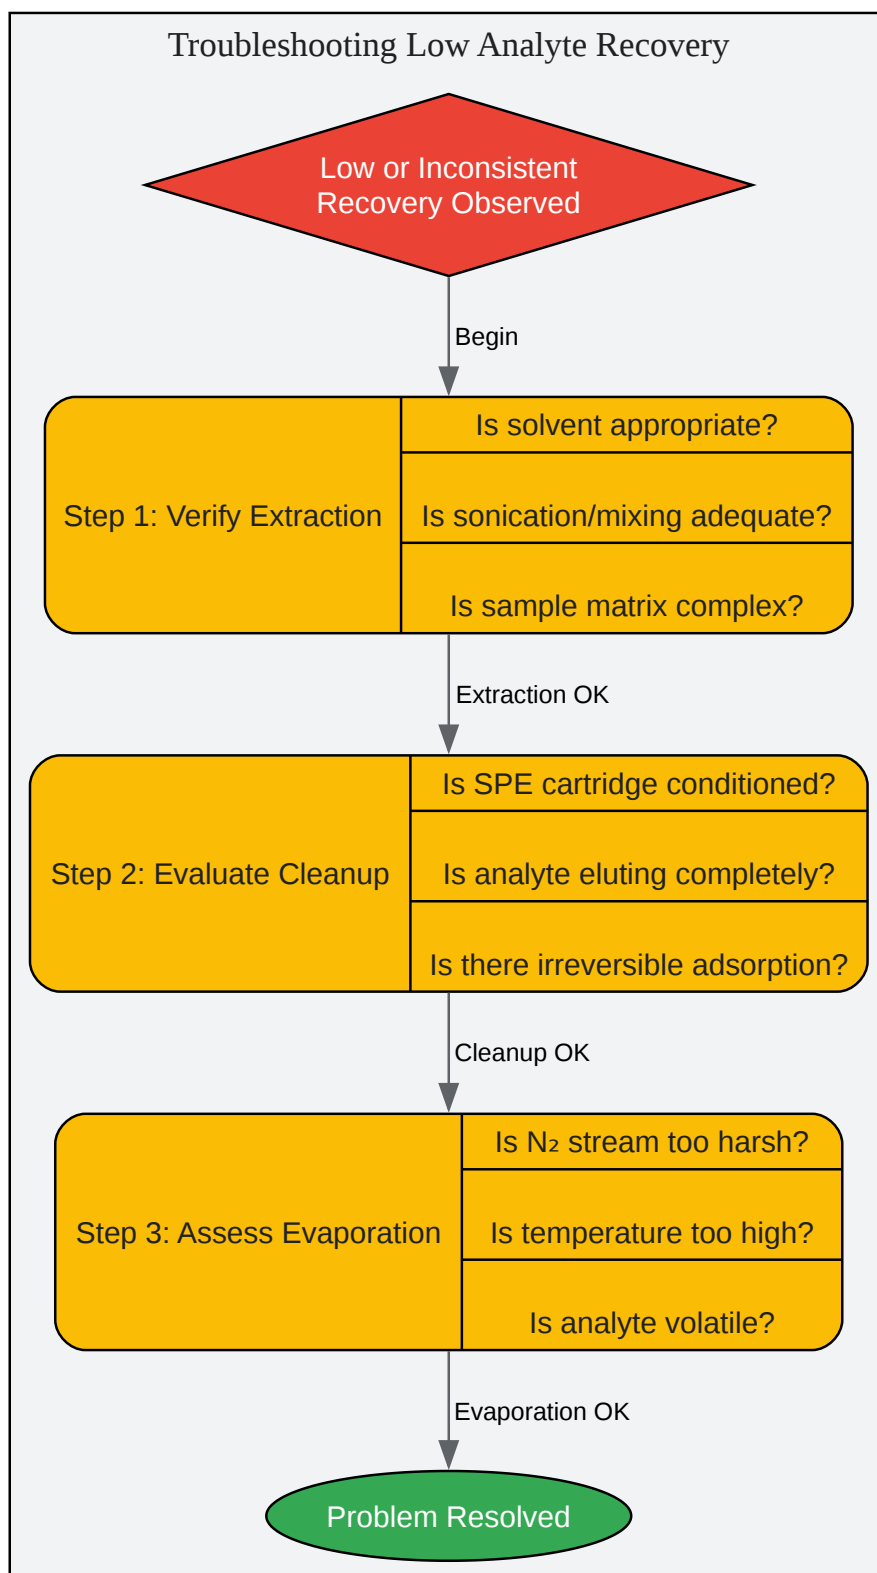 Troubleshooting Low Analyte Recovery
Low or Inconsistent
Recovery Observed
Begin
Step 1: Verify Extraction
Is solvent appropriate?
Is sonication/mixing adequate?
Is sample matrix complex?
Extraction OK
Step 2: Evaluate Cleanup
Is SPE cartridge conditioned?
Is analyte eluting completely?
Is there irreversible adsorption?
Cleanup OK
Step 3: Assess Evaporation
Is N₂ stream too harsh?
Is temperature too high?
Is analyte volatile?
Evaporation OK
Problem Resolved